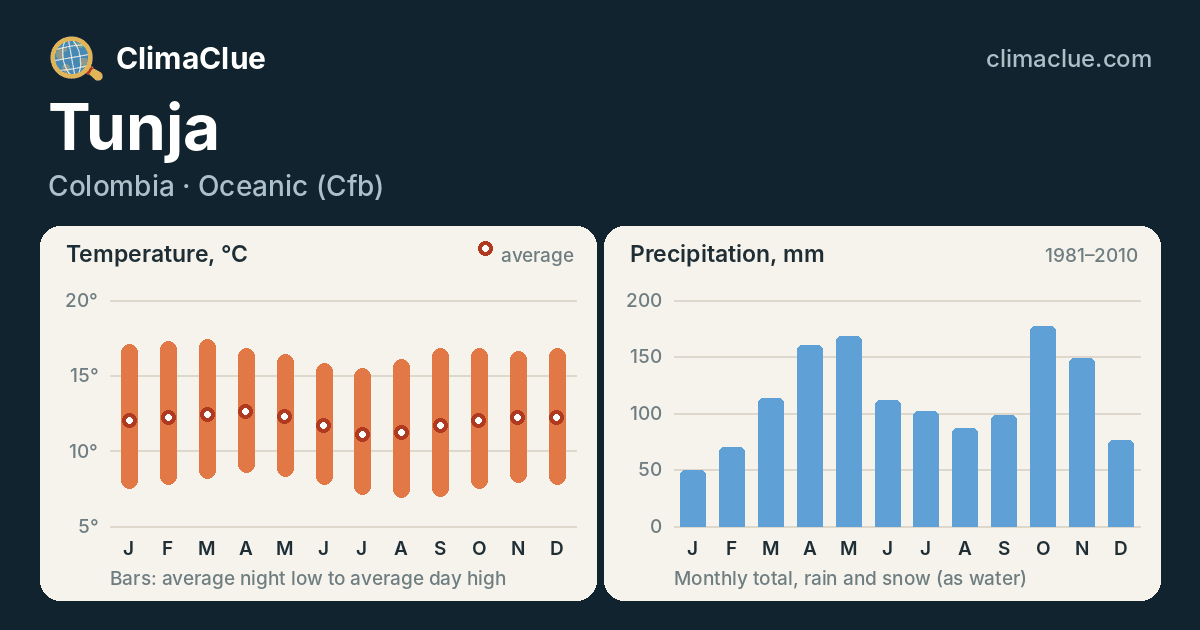 ClimaClue
climaclue.com
Tunja
Colombia · Oceanic (Cfb)
Temperature, °C
average
20°
15°
10°
5°
J F M A M J J A S O N D
Bars: average night low to average day high
Precipitation, mm
1981–2010
200
150
100
50
0
J F M A M J J A S O N D
Monthly total, rain and snow (as water)